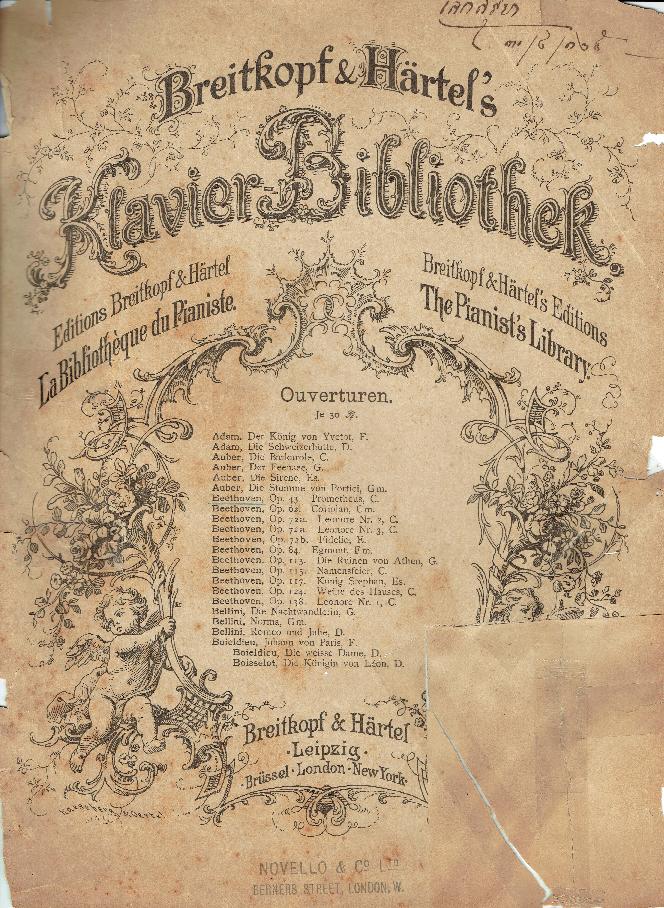 Breitkopf & Härtel's
Klavier-Bibliothek.
Editions Breitkopf & Härtel
La Bibliothèque du Pianiste.
Breitkopf & Härtel's Editions
The Pianist's Library.
Ouverturen.
Je 30 ₰.
Adam, Der König von Yvetot, F.
Adam, Die Schweizerhütte, D.
Auber, Die Barkarole, C.
Auber, Der Feensee, G.
Auber, Die Sirene, Es.
Auber, Die Stumme von Portici, Gm.
Beethoven, Op. 43. Prometheus, C.
Beethoven, Op. 62. Coriolan, Cm.
Beethoven, Op. 72a. Leonore Nr. 2, C.
Beethoven, Op. 72a. Leonore Nr. 3, C.
Beethoven, Op. 72b. Fidelio, E.
Beethoven, Op. 84. Egmont, Fm.
Beethoven, Op. 113. Die Ruinen von Athen, G.
Beethoven, Op. 115. Namensfeier, C.
Beethoven, Op. 117. König Stephan, Es.
Beethoven, Op. 124. Weihe des Hauses, C.
Beethoven, Op. 138. Leonore Nr. 1, C.
Bellini, Die Nachtwandlerin, G.
Bellini, Norma, Gm.
Bellini, Romeo und Julie, D.
Boieldieu, Johann von Paris, F.
Boieldieu, Die weisse Dame, D.
Boisselot, Die Königin von Léon, D.
Breitkopf & Härtel
·Leipzig·
·Brüssel·London·New York·
NOVELLO & Co LTD
BERNERS STREET, LONDON, W.